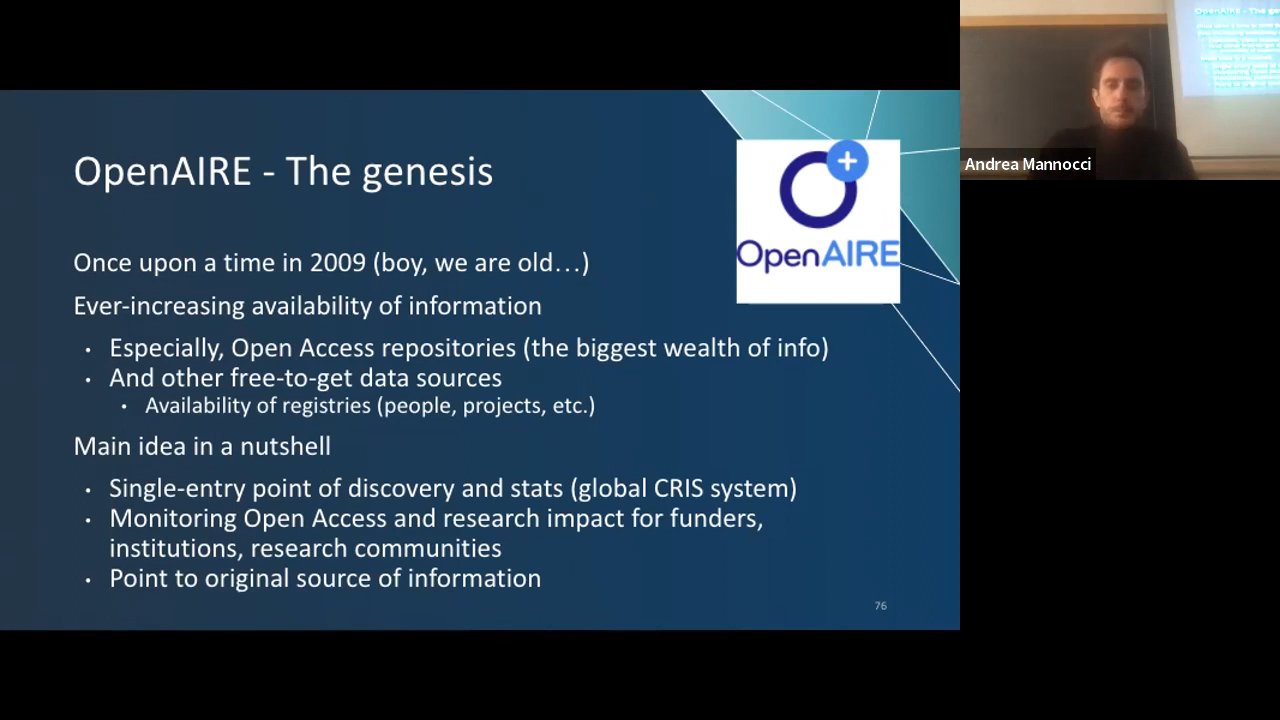 OpenAIRE - The genesis
OpenAIRE
Once upon a time in 2009 (boy, we are old…)
Ever-increasing availability of information
• Especially, Open Access repositories (the biggest wealth of info)
• And other free-to-get data sources
• Availability of registries (people, projects, etc.)
Main idea in a nutshell
• Single-entry point of discovery and stats (global CRIS system)
• Monitoring Open Access and research impact for funders,
institutions, research communities
• Point to original source of information
76
OpenAIRE - The ge
Andrea Mannocci